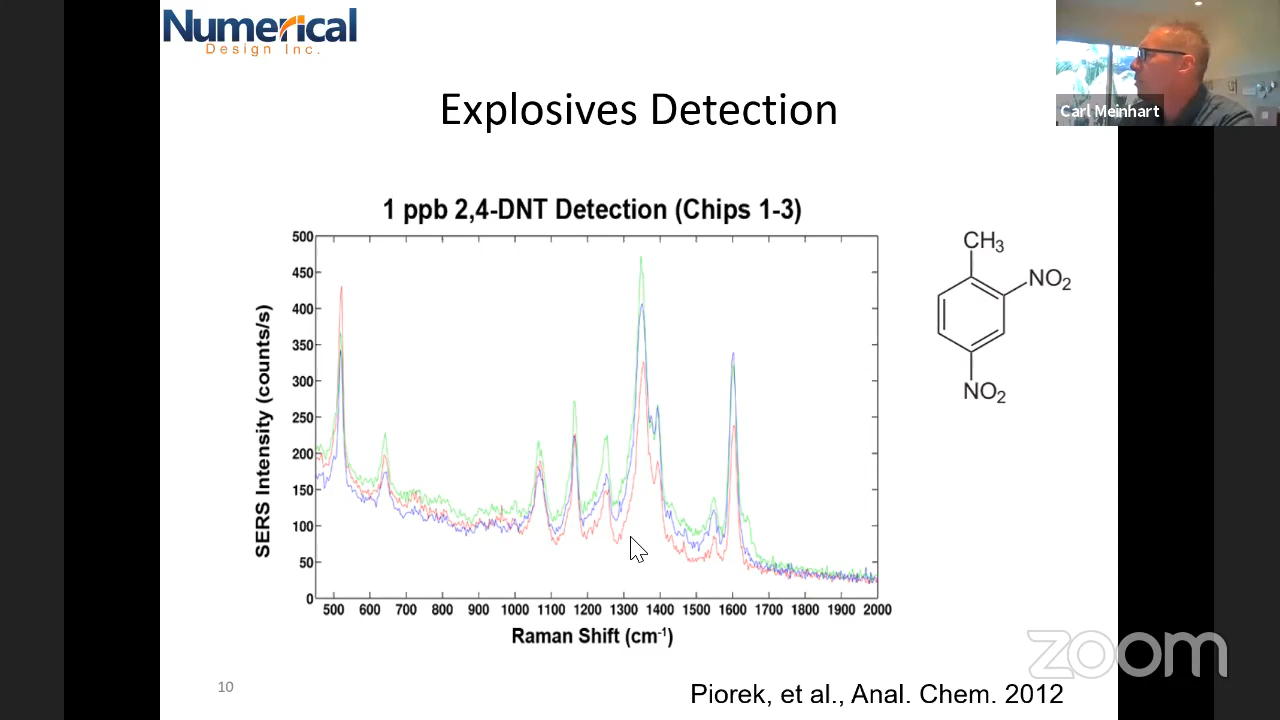 Numerical
Design Inc.
Carl Meinhart
Explosives Detection
1 ppb 2,4-DNT Detection (Chips 1-3)
500
450
400
350
300
250
200
150
100
50
0
SERS Intensity (counts/s)
500 600 700 800 900 1000 1100 1200 1300 1400 1500 1600 1700 1800 1900 2000
Raman Shift (cm⁻¹)
CH₃
NO₂
NO₂
zoom
10
Piorek, et al., Anal. Chem. 2012